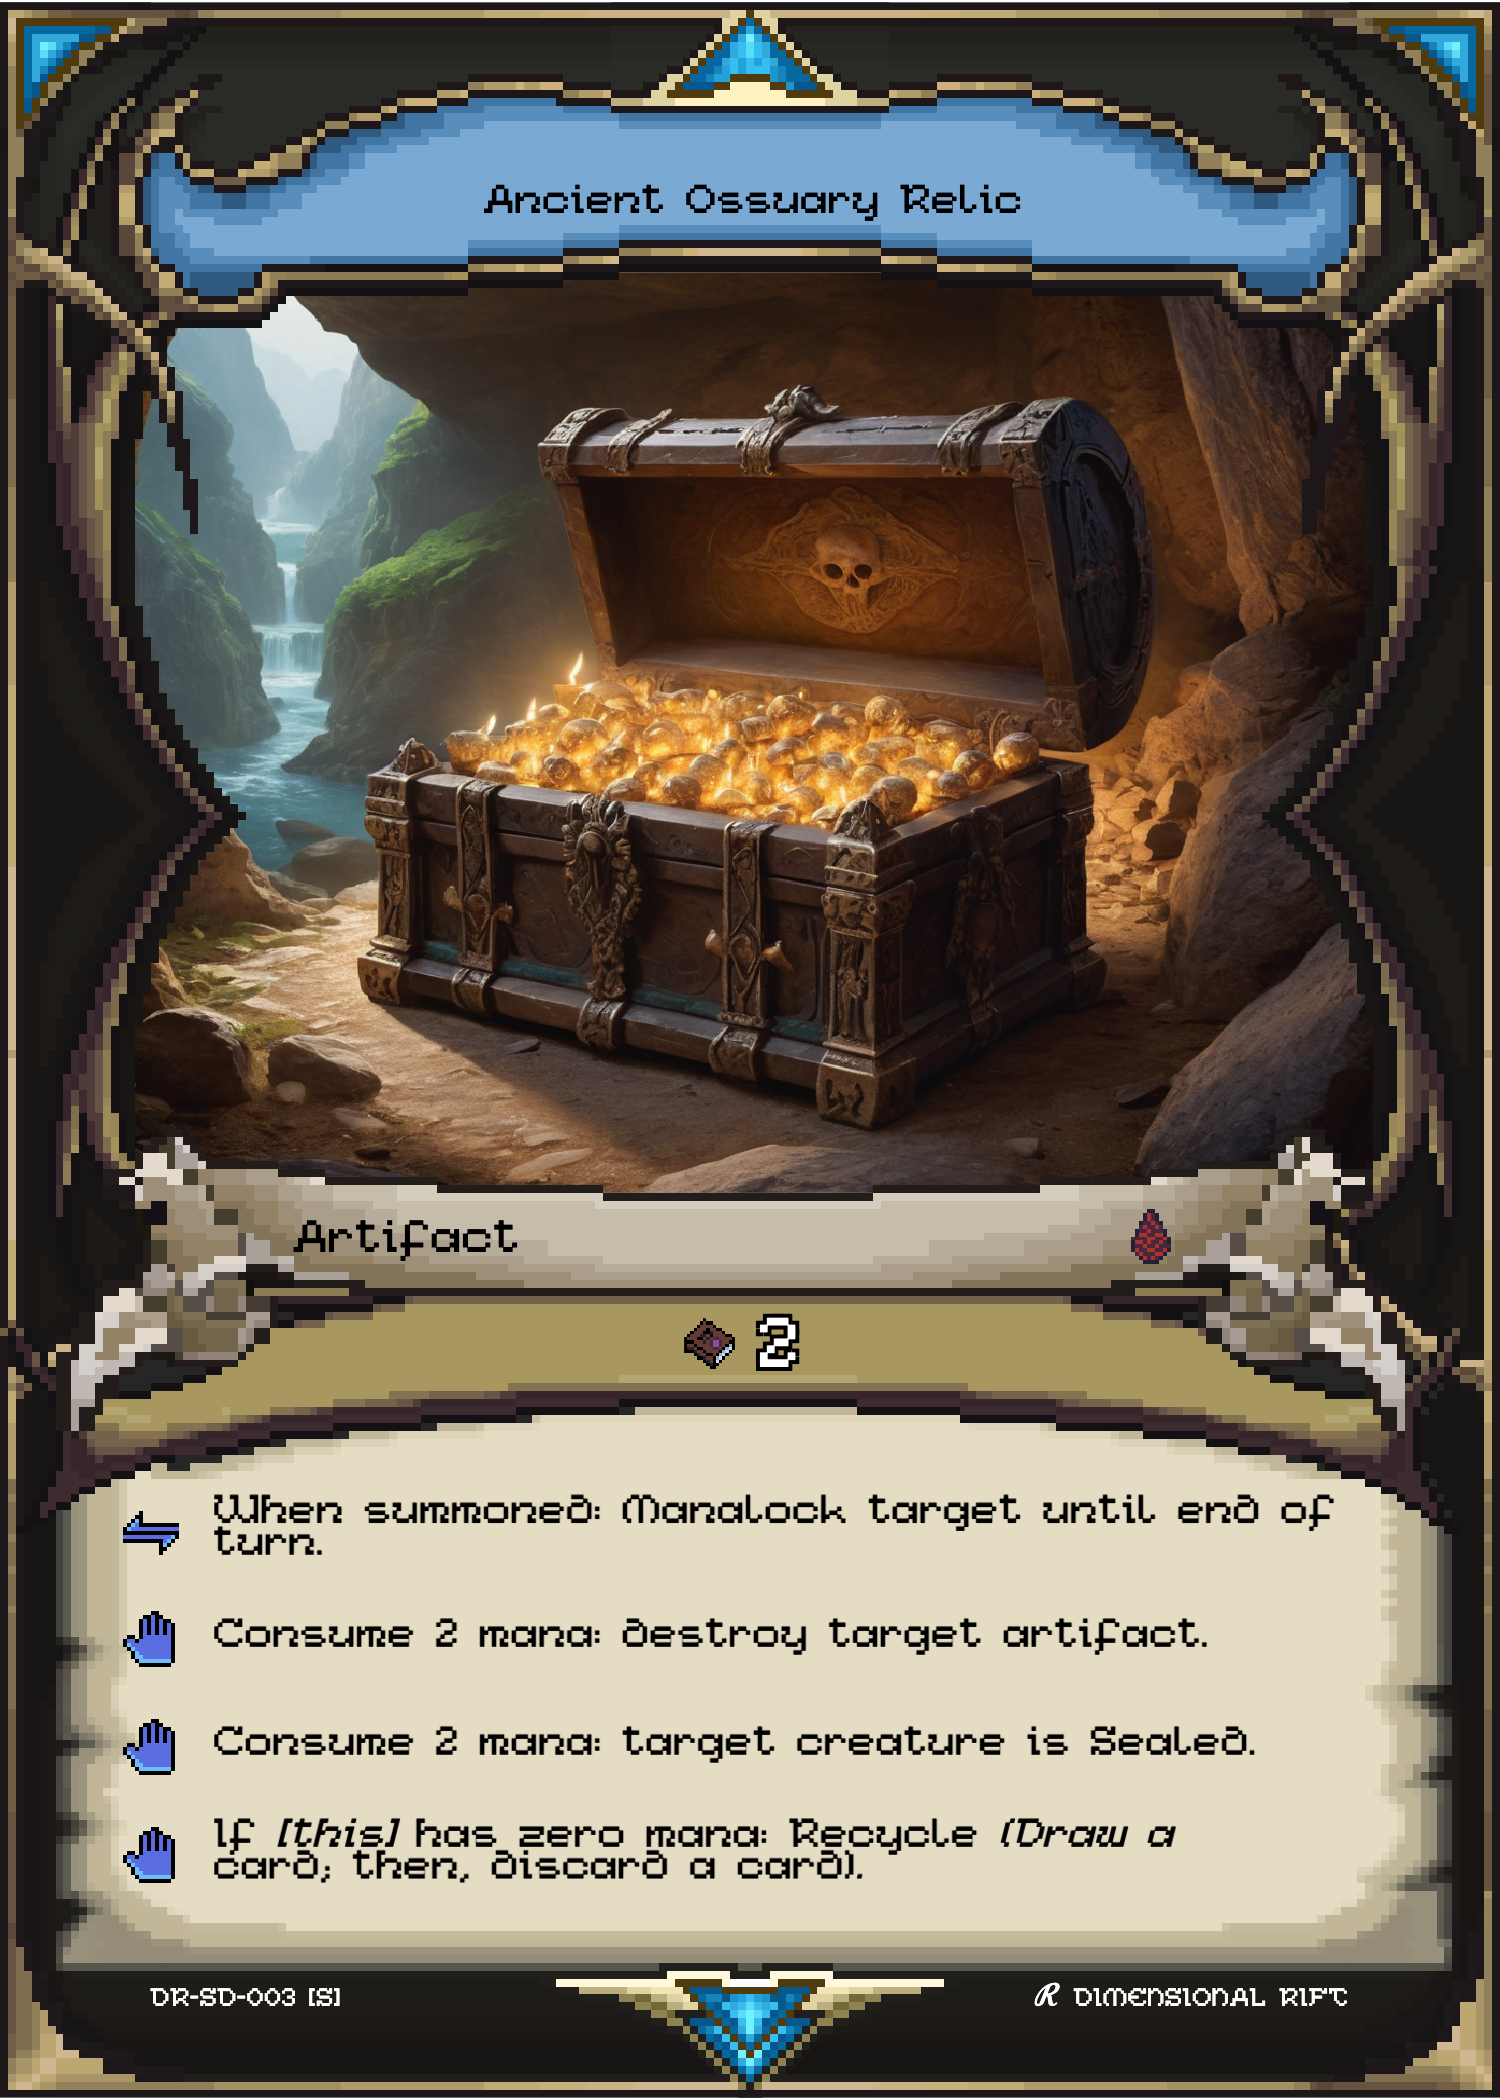 Ancient Ossuary Relic
Artifact
2
When summoned: Manalock target until end of
turn.
Consume 2 mana: destroy target artifact.
Consume 2 mana: target creature is Sealed.
If [this] has zero mana: Recycle (Draw a
card; then, discard a card).
DR-SD-003 [S]
R DIMENSIONAL RIFT